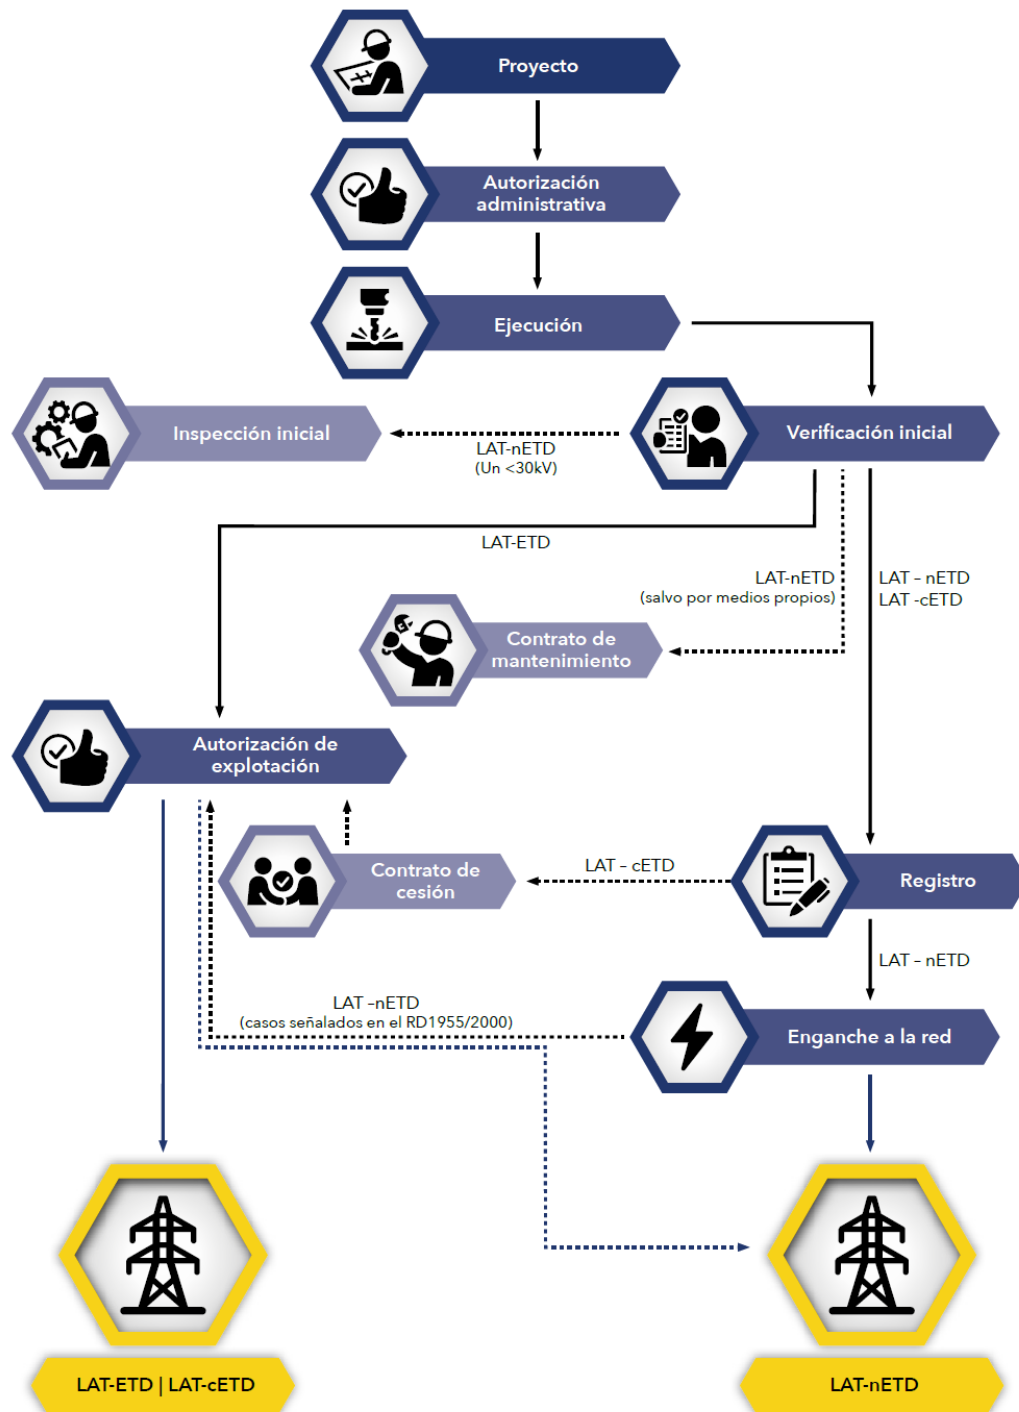 Proyecto
Autorización
administrativa
Ejecución
Inspección inicial
LAT-nETD
(Un <30kV)
Verificación inicial
LAT-ETD
LAT-nETD
(salvo por medios propios)
LAT - nETD
LAT -cETD
Contrato de
mantenimiento
Autorización de
explotación
Contrato de
cesión
LAT - cETD
Registro
LAT - nETD
LAT -nETD
(casos señalados en el RD1955/2000)
Enganche a la red
LAT-ETD | LAT-cETD
LAT-nETD